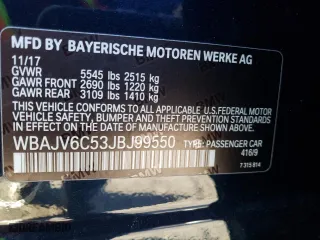 MFD BY BAYERISCHE MOTOREN WERKE AG
11/17
GVWR 5545 lbs 2515 kg
GAWR FRONT 2690 lbs 1220 kg
GAWR REAR 3109 lbs 1410 kg
THIS VEHICLE CONFORMS TO ALL APPLICABLE
U.S.FEDERAL MOTOR VEHICLE SAFETY, BUMPER,
AND THEFT PREVENTION STANDARDS IN EFFECT ON
THE DATE OF MANUFACTURE SHOWN ABOVE.
WBAJV6C53JBJ99550 TYPE: PASSENGER CAR
416/9
7 315 814